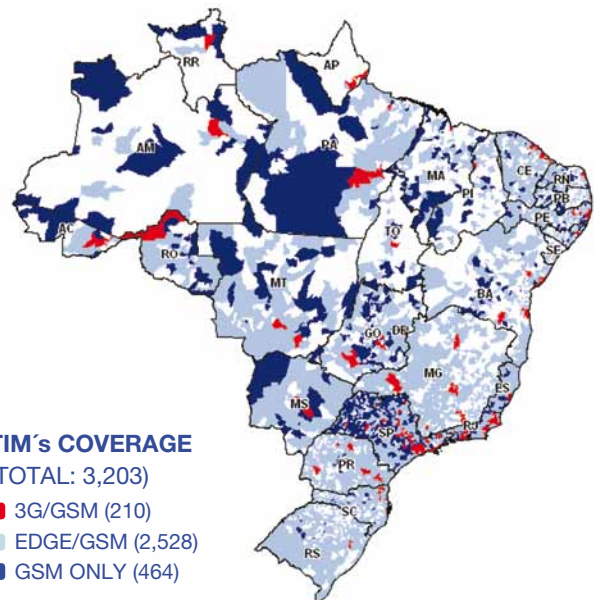 RR
AP
AM
PA
MA
CE
PI
RN
PB
PE
AC
TO
SE
RO
MT
BA
GO
DF
MG
ES
MS
SP
RJ
PR
SC
RS
TIM´s COVERAGE
TOTAL: 3,203)
3G/GSM (210)
EDGE/GSM (2,528)
GSM ONLY (464)